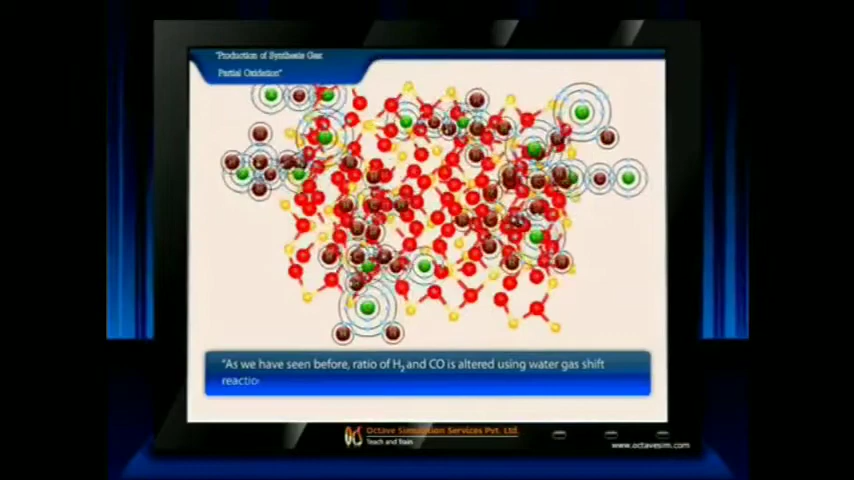 "Production of Synthesis Gas:
Partial Oxidation"
"As we have seen before, ratio of H₂ and CO is altered using water gas shift
reactio
Octave Simulation Services Pvt. Ltd.
Teach and Train
www.octavesim.com